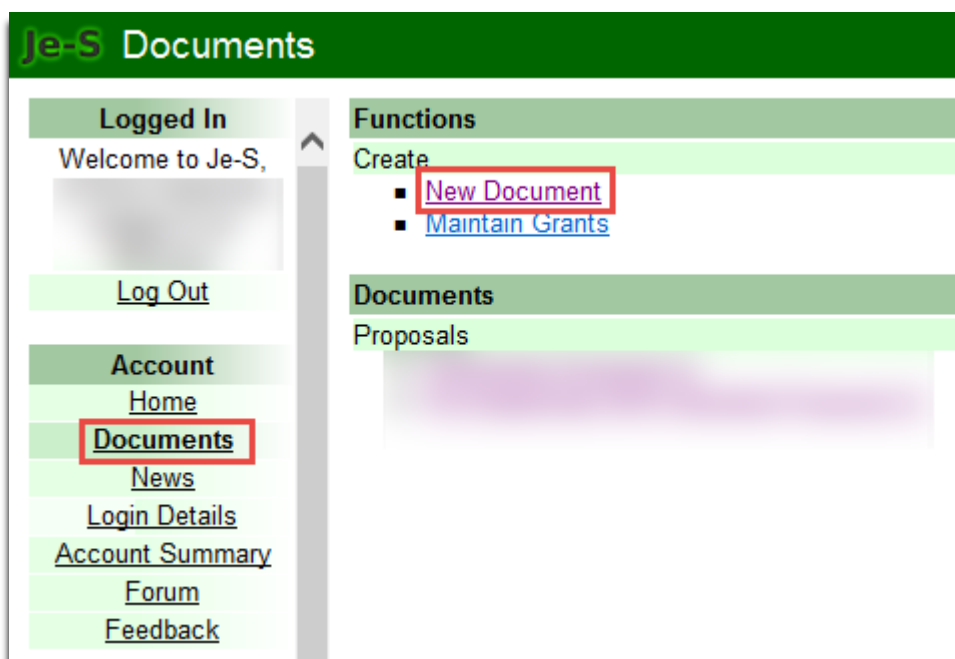 Je-S Documents
Logged In
Welcome to Je-S,
Log Out
Account
Home
Documents
News
Login Details
Account Summary
Forum
Feedback
Functions
Create
New Document
Maintain Grants
Documents
Proposals